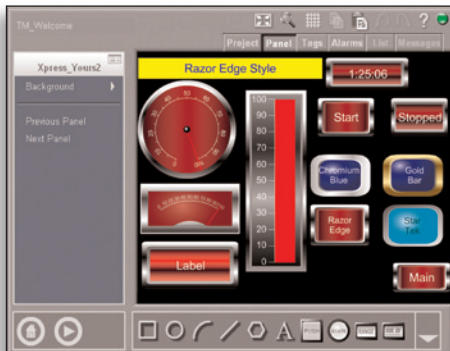 TM_Welcome
?
Project Panel Tags Alarms List Messages
Xpress_Yours2
Background
Previous Panel
Next Panel
Razor Edge Style
1:25:06
100
90
80
70
60
50
40
30
20
10
0
Start
Stopped
Chromium
Blue
Gold
Bar
Razor
Edge
Star
Tek
Label
Main
A